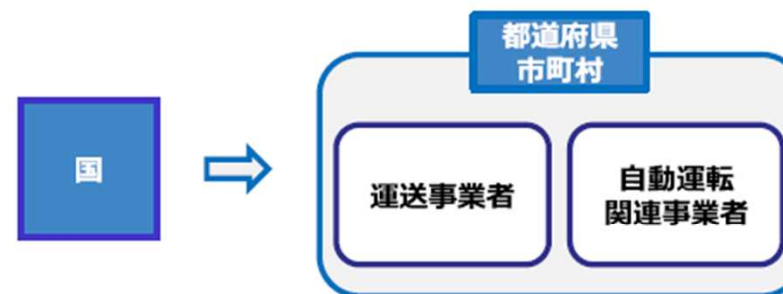 都道府県
市町村
国
運送事業者
自動運転
関連事業者